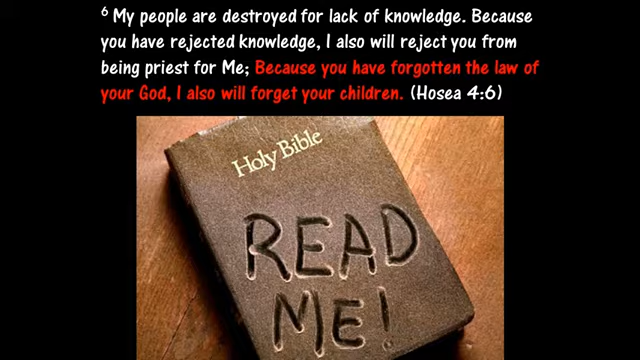 6 My people are destroyed for lack of knowledge. Because
you have rejected knowledge, I also will reject you from
being priest for Me; Because you have forgotten the law of
your God, I also will forget your children. (Hosea 4:6)
Holy Bible
READ
ME!